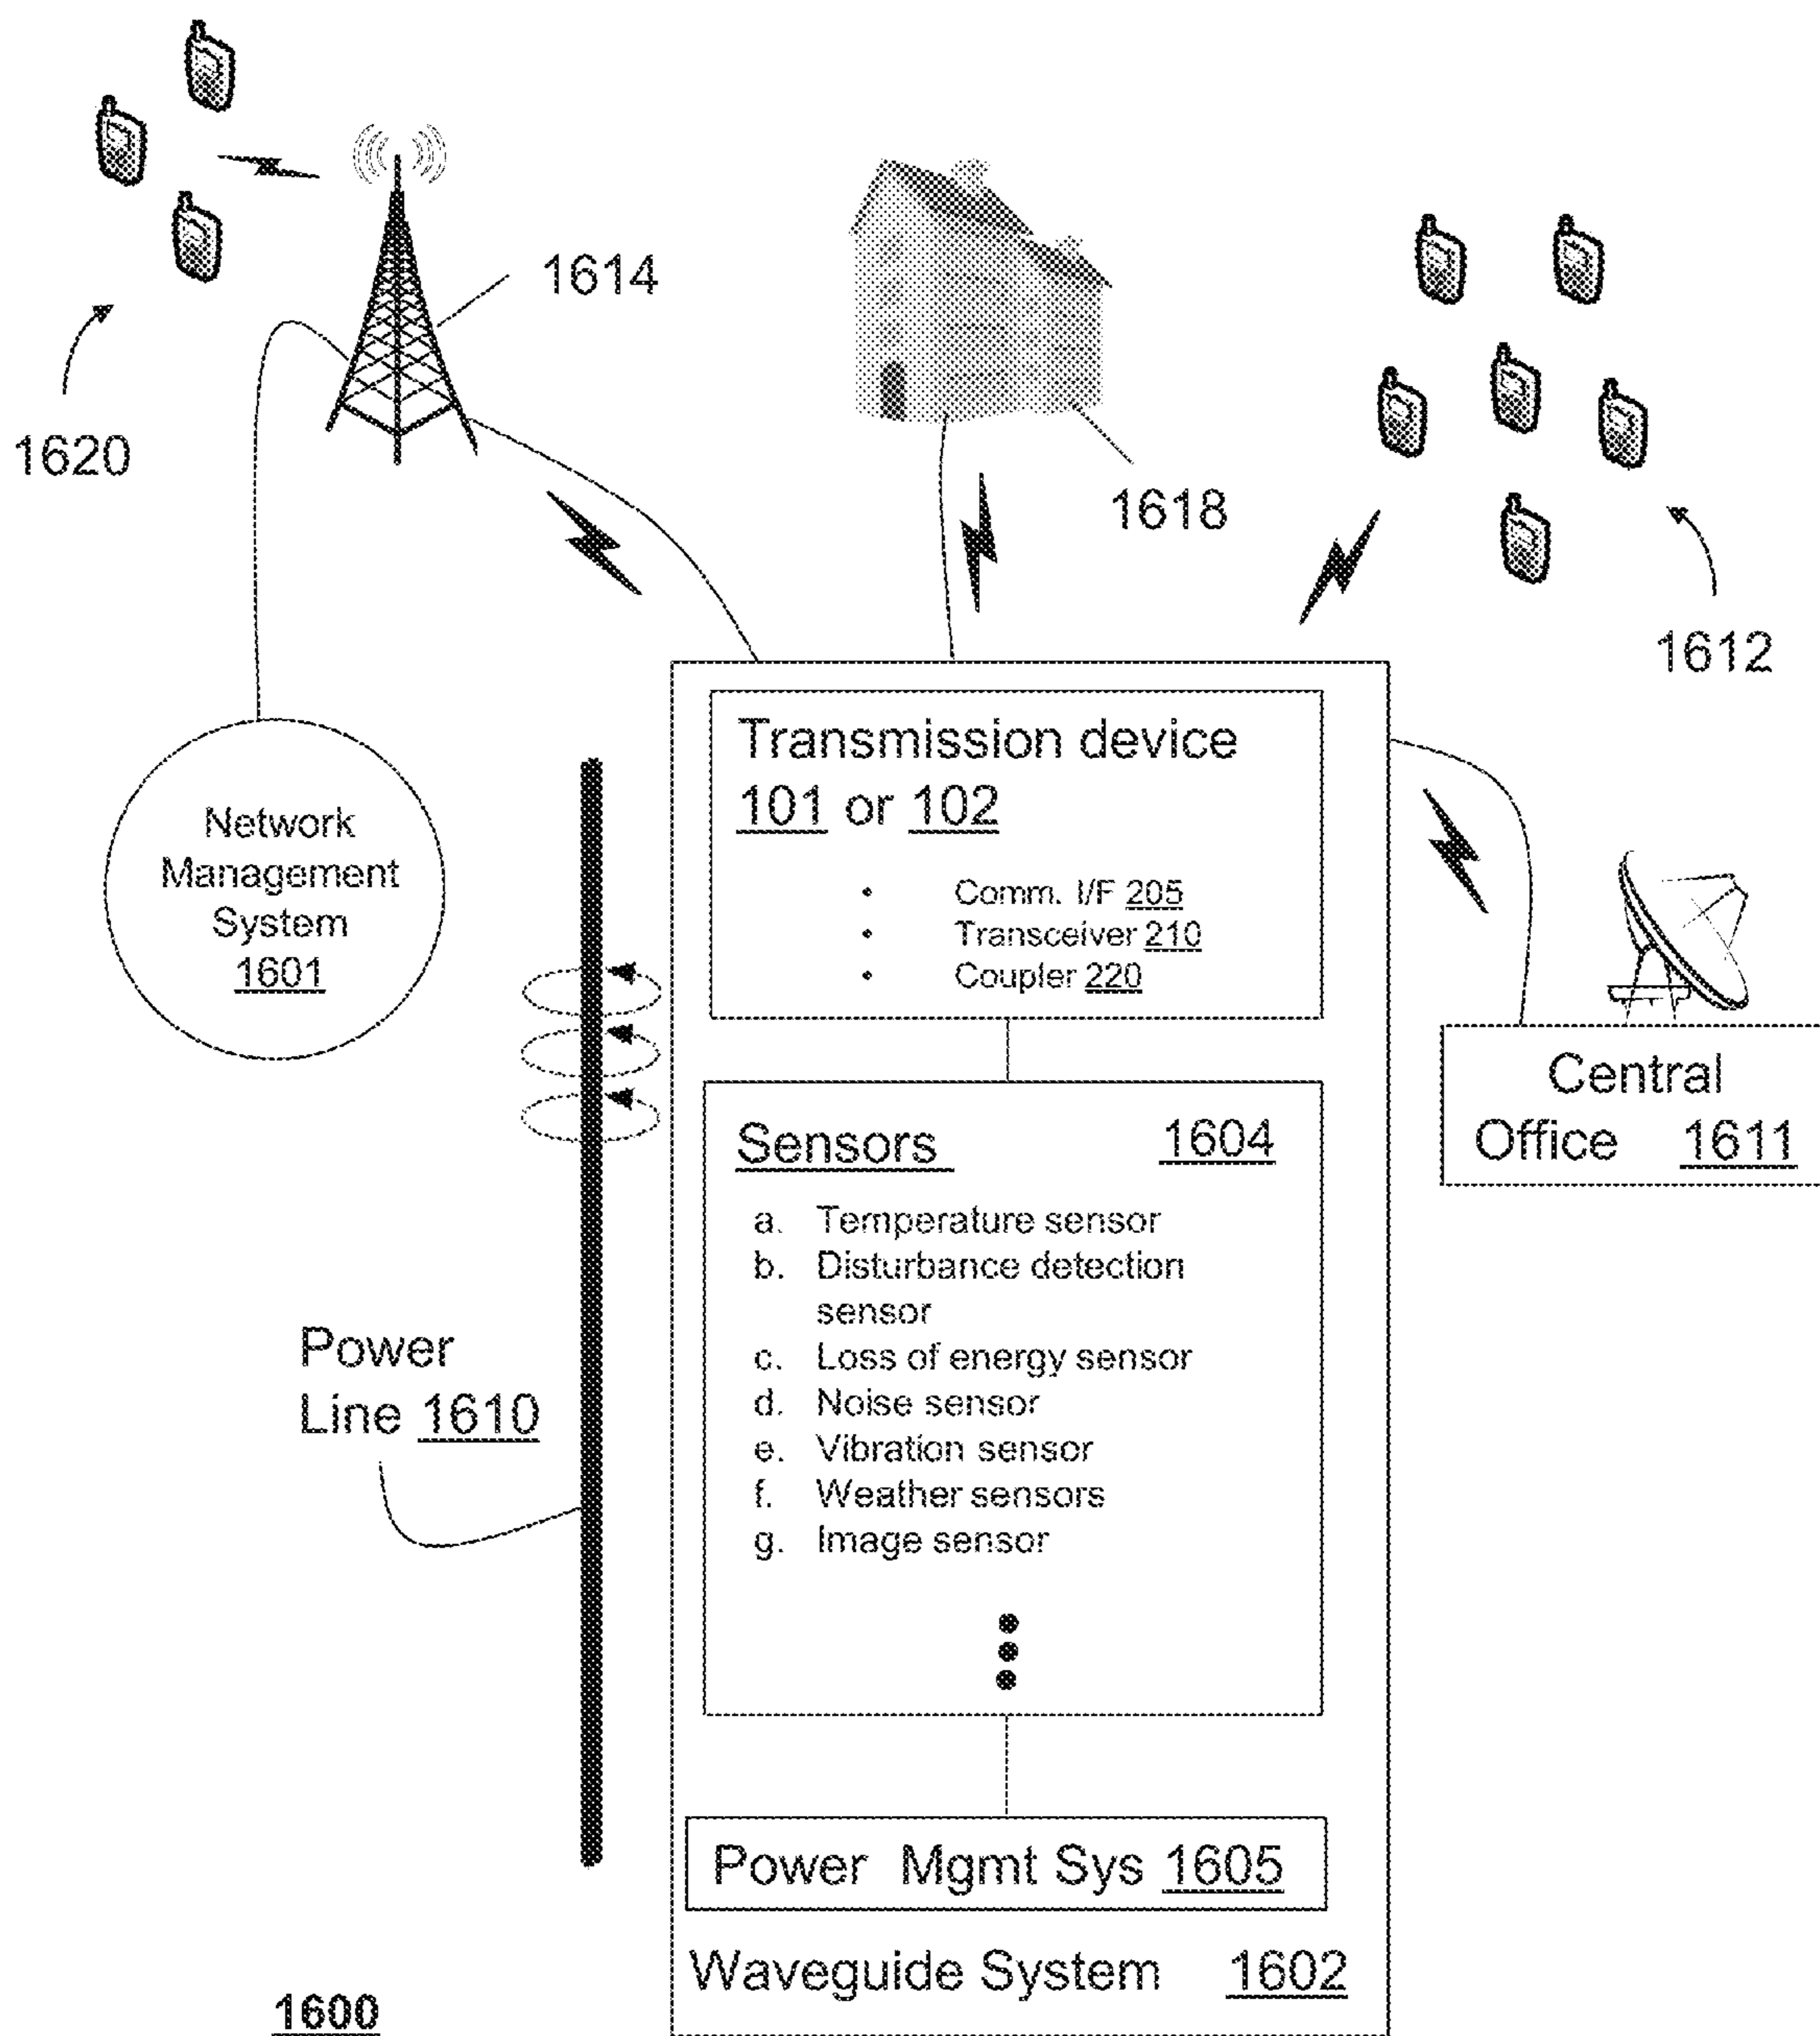 1614
1620
1618
1612
Network
Management
System
1601
Transmission device
101 or 102
• Comm. I/F 205
• Transceiver 210
• Coupler 220
Central
Office 1611
Sensors 1604
a. Temperature sensor
b. Disturbance detection
sensor
c. Loss of energy sensor
d. Noise sensor
e. Vibration sensor
f. Weather sensors
g. Image sensor
Power
Line 1610
Power Mgmt Sys 1605
Waveguide System 1602
1600